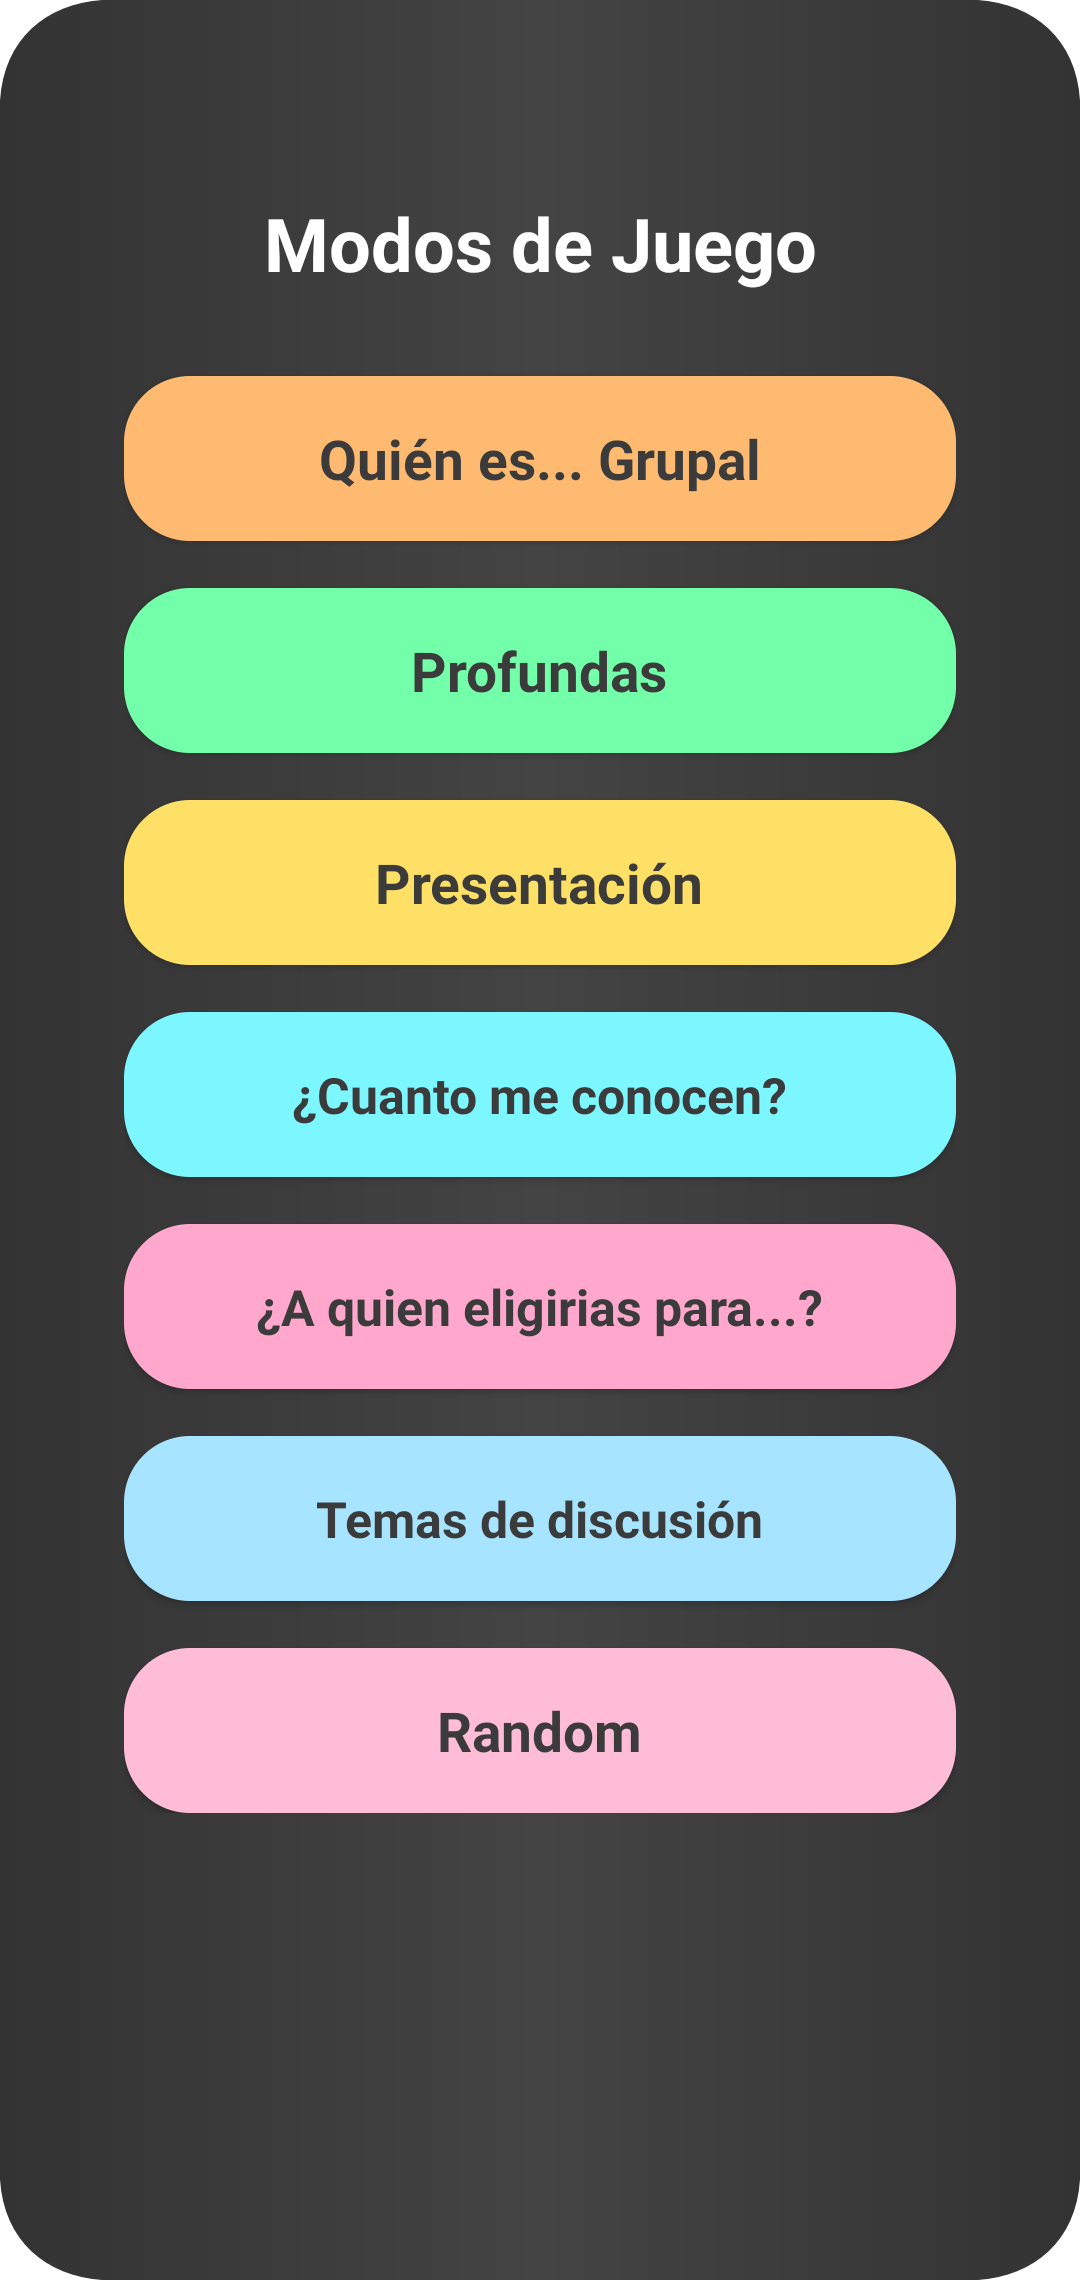 Modos de Juego
Quién es... Grupal
Profundas
Presentación
¿Cuanto me conocen?
¿A quien eligirias para...?
Temas de discusión
Random